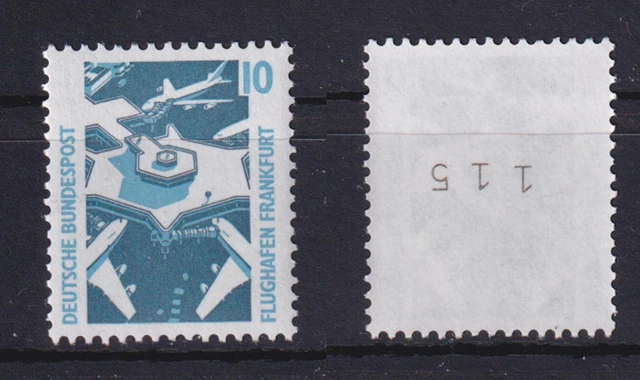 10
DEUTSCHE BUNDESPOST
FLUGHAFEN FRANKFURT
115